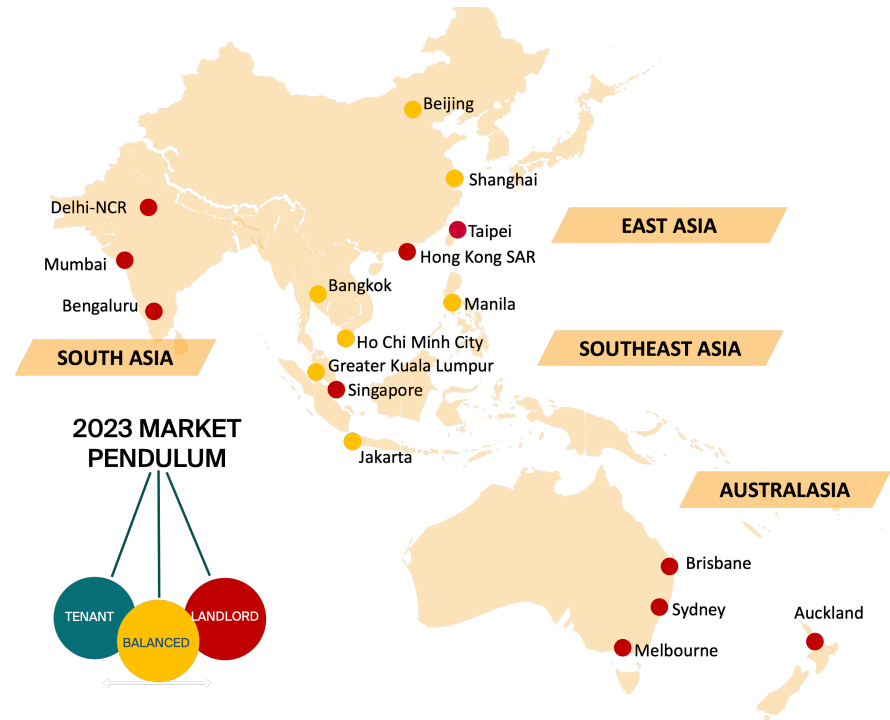 Beijing
Shanghai
Delhi-NCR
EAST ASIA
Taipei
Hong Kong SAR
Mumbai
Bangkok
Manila
Bengaluru
Ho Chi Minh City
SOUTHEAST ASIA
SOUTH ASIA
Greater Kuala Lumpur
Singapore
2023 MARKET
PENDULUM
Jakarta
AUSTRALASIA
Brisbane
Sydney
Auckland
Melbourne
TENANT
BALANCED
LANDLORD